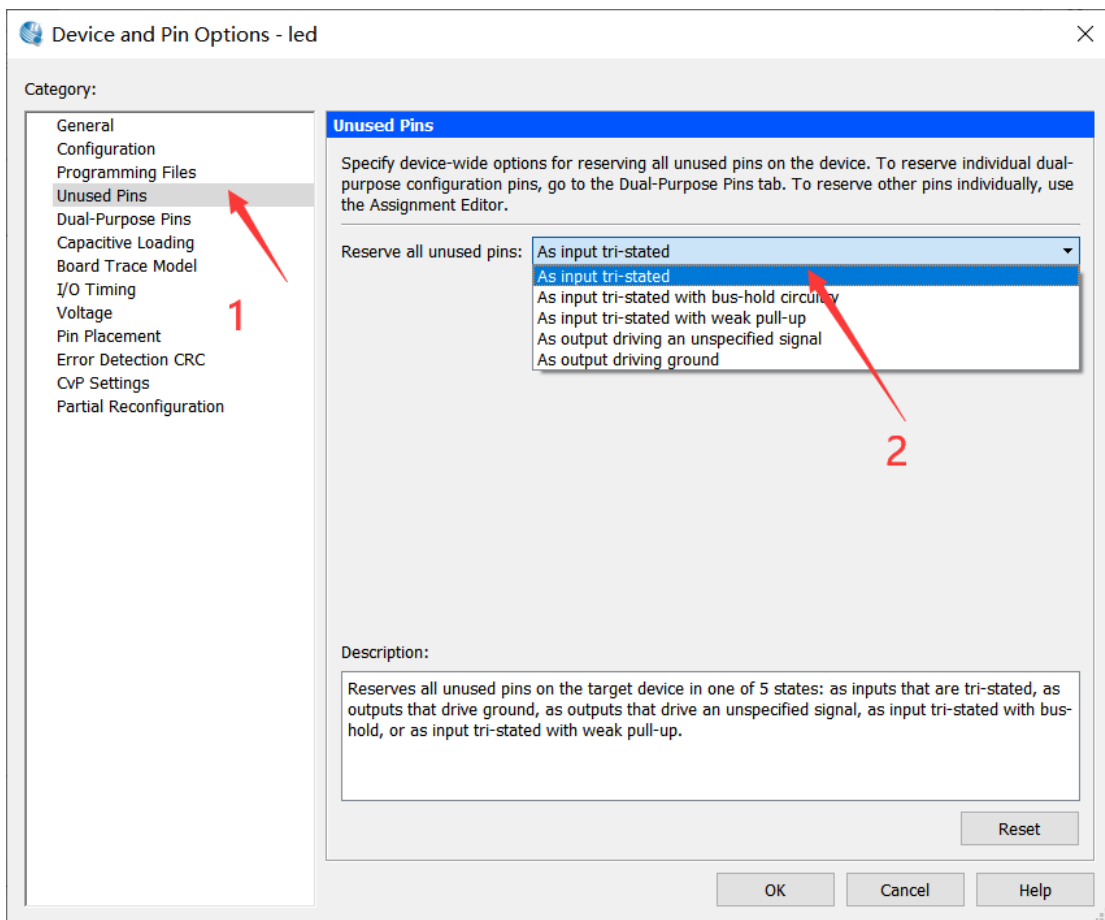 Device and Pin Options - led
Category:
General
Configuration
Programming Files
Unused Pins
Dual-Purpose Pins
Capacitive Loading
Board Trace Model
I/O Timing
Voltage
Pin Placement
Error Detection CRC
CvP Settings
Partial Reconfiguration
1
Unused Pins
Specify device-wide options for reserving all unused pins on the device. To reserve individual dual-
purpose configuration pins, go to the Dual-Purpose Pins tab. To reserve other pins individually, use
the Assignment Editor.
Reserve all unused pins: As input tri-stated
As input tri-stated
As input tri-stated with bus-hold circuitry
As input tri-stated with weak pull-up
As output driving an unspecified signal
As output driving ground
2
Description:
Reserves all unused pins on the target device in one of 5 states: as inputs that are tri-stated, as
outputs that drive ground, as outputs that drive an unspecified signal, as input tri-stated with bus-
hold, or as input tri-stated with weak pull-up.
Reset
OK Cancel Help